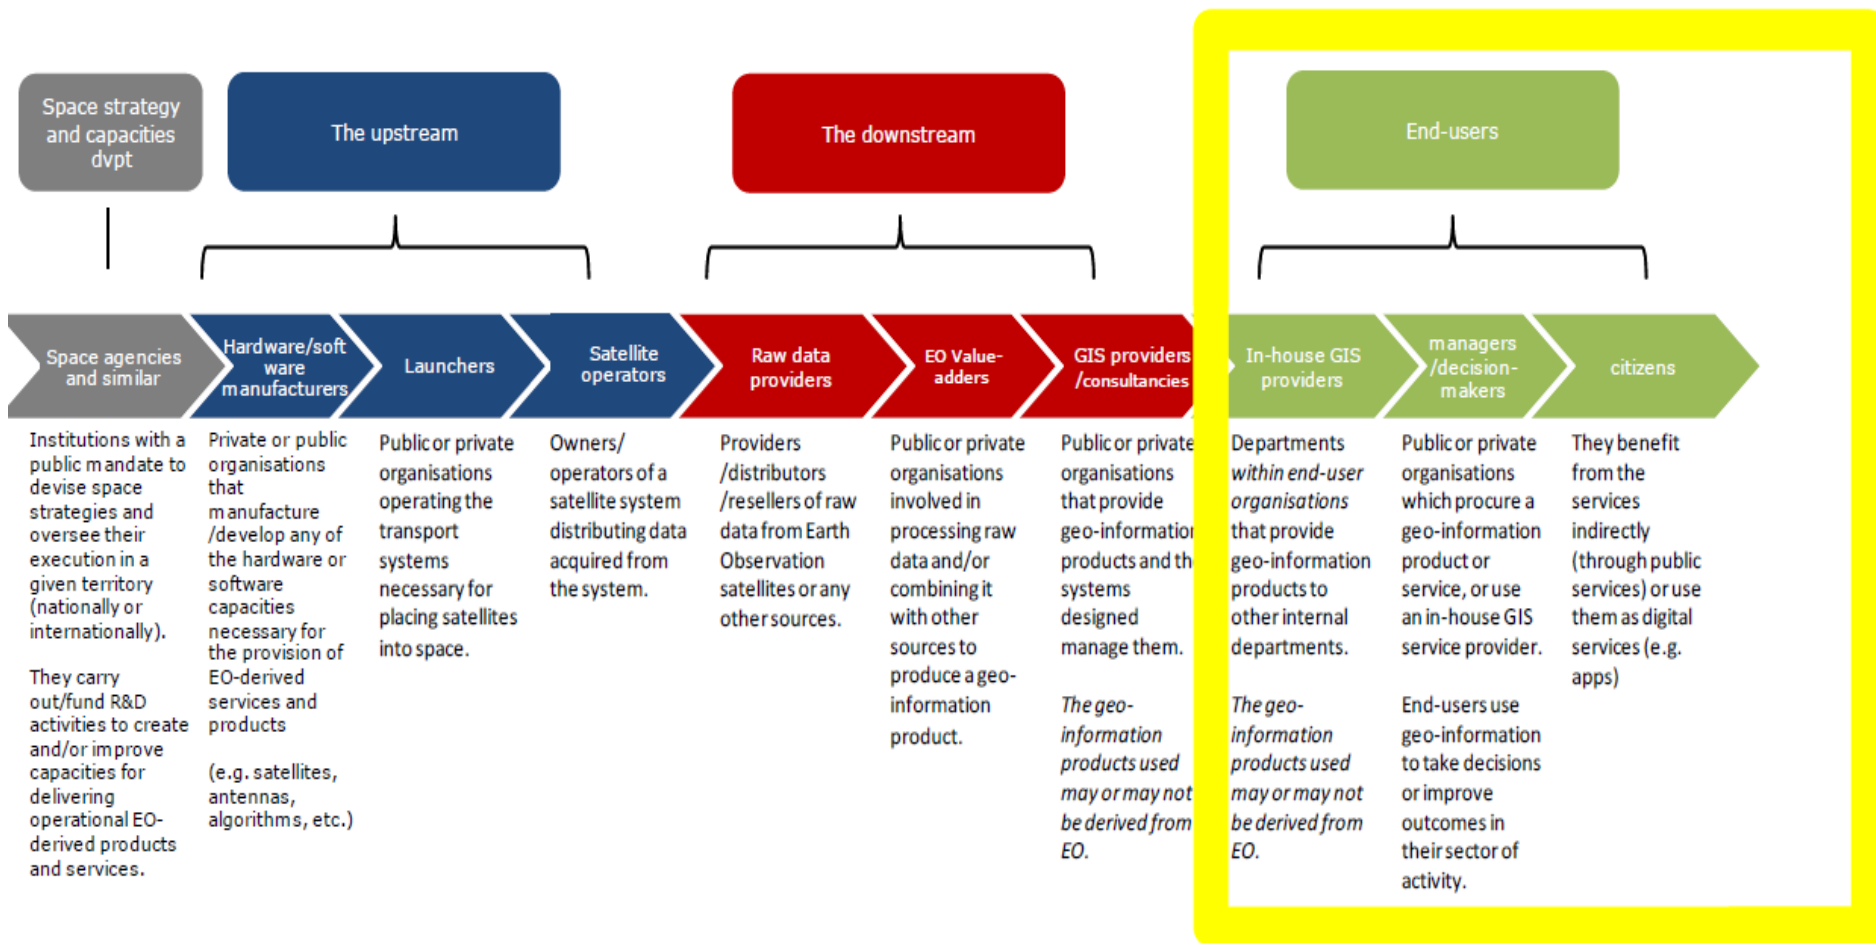 Space strategy
and capacities
dvpt
The upstream
The downstream
End-users
Space agencies
and similar
Hardware/soft
ware
manufacturers
Launchers
Satellite
operators
Raw data
providers
EO Value-
adders
GIS providers
/consultancies
In-house GIS
providers
managers
/decision-
makers
citizens
Institutions with a
public mandate to
devise space
strategies and
oversee their
execution in a
given territory
(nationally or
internationally).
They carry
out/fund R&D
activities to create
and/or improve
capacities for
delivering
operational EO-
derived products
and services.
Private or public
organisations
that
manufacture
/develop any of
the hardware or
software
capacities
necessary for
the provision of
EO-derived
services and
products
(e.g. satellites,
antennas,
algorithms, etc.)
Public or private
organisations
operating the
transport
systems
necessary for
placing satellites
into space.
Owners/
operators of a
satellite system
distributing data
acquired from
the system.
Providers
/distributors
/resellers of raw
data from Earth
Observation
satellites or any
other sources.
Public or private
organisations
involved in
processing raw
data and/or
combining it
with other
sources to
produce a geo-
information
product.
Public or private
organisations
that provide
geo-information
products and th
systems
designed
manage them.
The geo-
information
products used
may or may not
be derived from
EO.
Departments
within end-user
organisations
that provide
geo-information
products to
other internal
departments.
The geo-
information
products used
may or may not
be derived from
EO.
Public or private
organisations
which procure a
geo-information
product or
service, or use
an in-house GIS
service provider.
End-users use
geo-information
to take decisions
or improve
outcomes in
their sector of
activity.
They benefit
from the
services
indirectly
(through public
services) or use
them as digital
services (e.g.
apps)